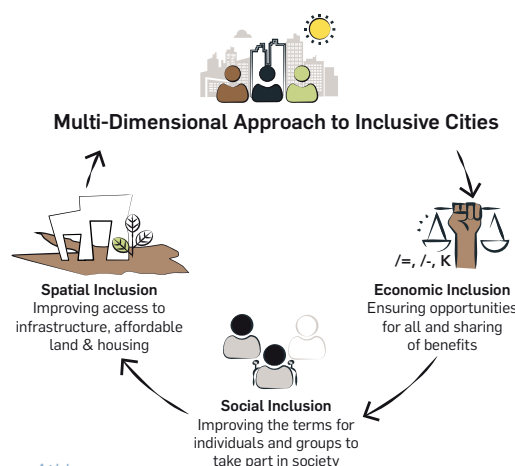 Multi-Dimensional Approach to Inclusive Cities
/=, /-, K
Spatial Inclusion
Improving access to
infrastructure, affordable
land & housing
Economic Inclusion
Ensuring opportunities
for all and sharing
of benefits
Social Inclusion
Improving the terms for
individuals and groups to
take part in society